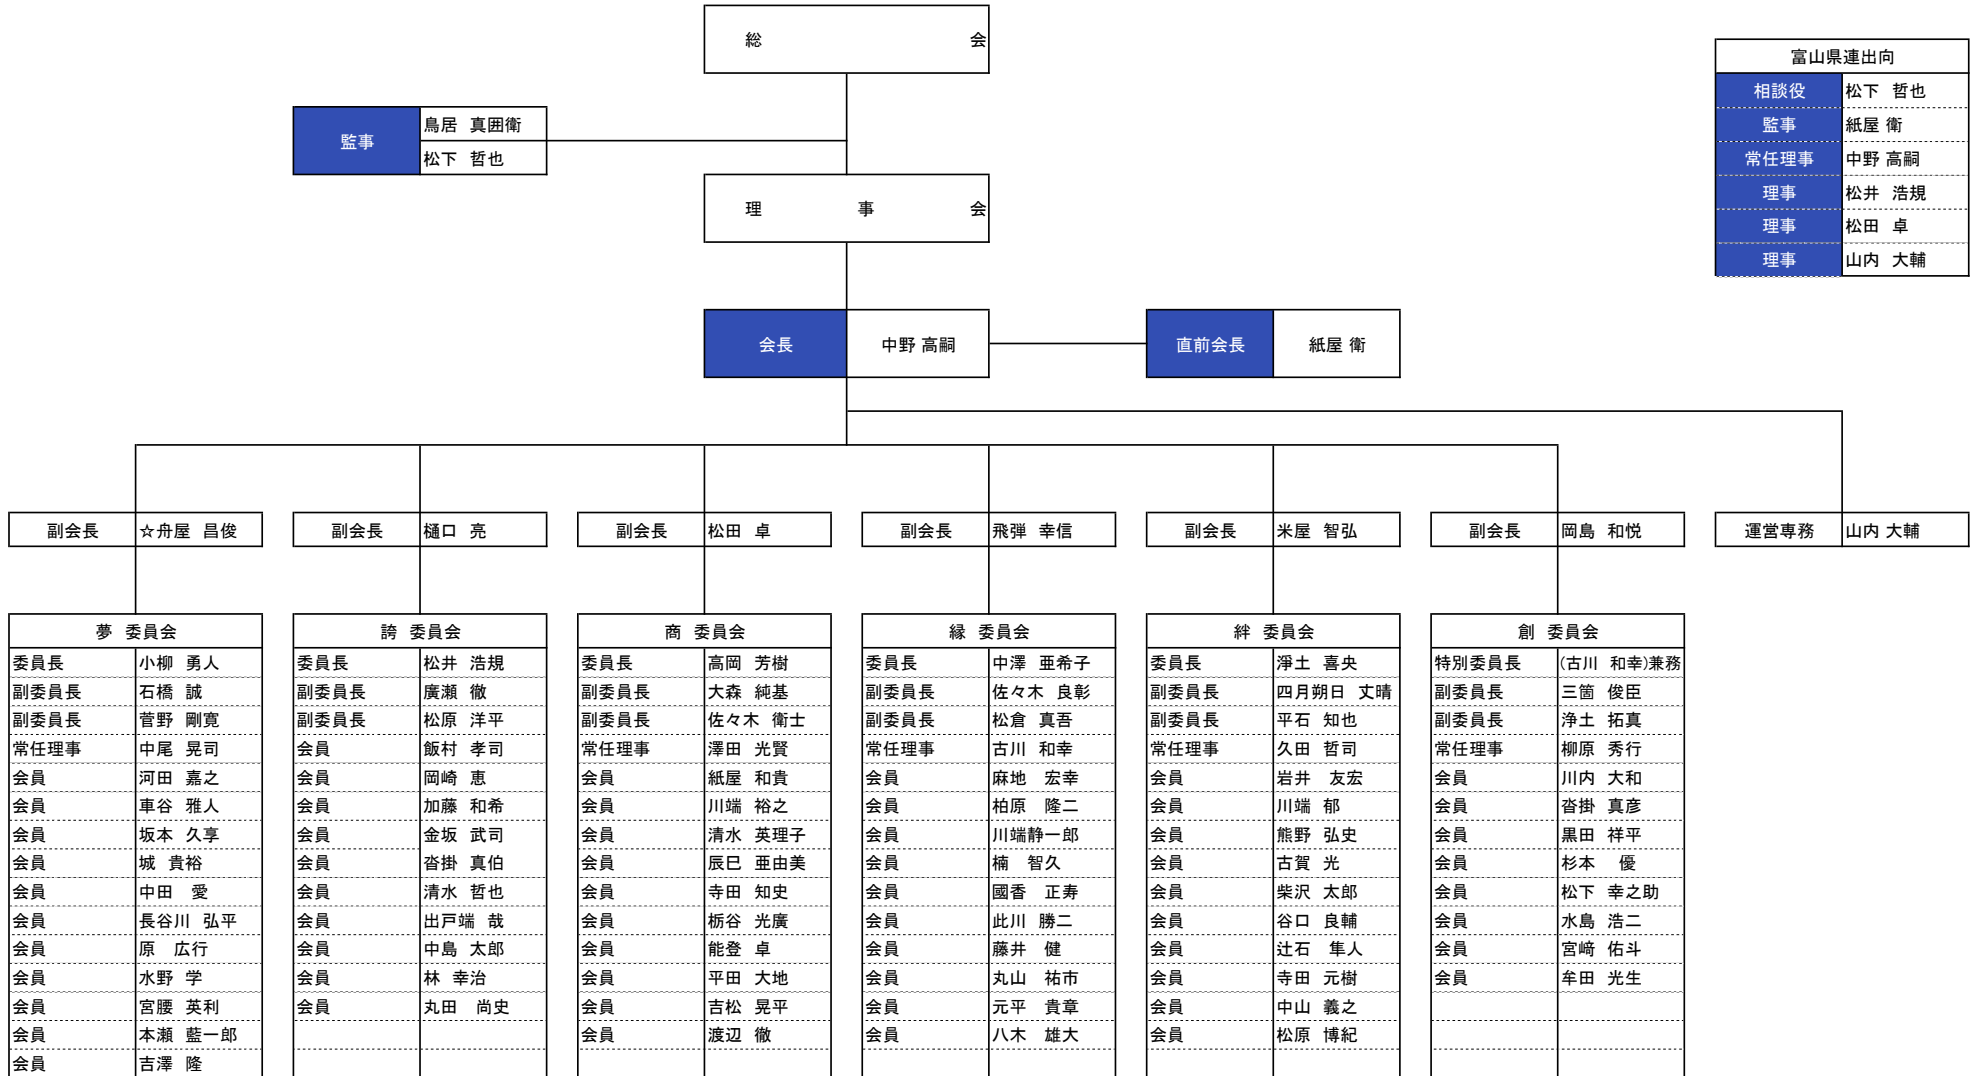 総　会
富山県連出向
相談役 松下 哲也
監事 紙屋 衛
常任理事 中野 高嗣
理事 松井 浩規
理事 松田 卓
理事 山内 大輔
監事
鳥居 真囲衛
松下 哲也
理　事　会
会長 中野 高嗣
直前会長 紙屋 衛
副会長 ☆舟屋 昌俊
副会長 樋口 亮
副会長 松田 卓
副会長 飛弾 幸信
副会長 米屋 智弘
副会長 岡島 和悦
運営専務 山内 大輔
夢 委員会
委員長 小柳 勇人
副委員長 石橋 誠
副委員長 菅野 剛寛
常任理事 中尾 晃司
会員 河田 嘉之
会員 車谷 雅人
会員 坂本 久享
会員 城 貴裕
会員 中田 愛
会員 長谷川 弘平
会員 原 広行
会員 水野 学
会員 宮腰 英利
会員 本瀬 藍一郎
会員 吉澤 隆
誇 委員会
委員長 松井 浩規
副委員長 廣瀬 徹
副委員長 松原 洋平
会員 飯村 孝司
会員 岡崎 恵
会員 加藤 和希
会員 金坂 武司
会員 沓掛 真伯
会員 清水 哲也
会員 出戸端 哉
会員 中島 太郎
会員 林 幸治
会員 丸田 尚史
商 委員会
委員長 高岡 芳樹
副委員長 大森 純基
副委員長 佐々木 衛士
常任理事 澤田 光賢
会員 紙屋 和貴
会員 川端 裕之
会員 清水 英理子
会員 辰巳 亜由美
会員 寺田 知史
会員 栃谷 光廣
会員 能登 卓
会員 平田 大地
会員 吉松 晃平
会員 渡辺 徹
縁 委員会
委員長 中澤 亜希子
副委員長 佐々木 良彰
副委員長 松倉 真吾
常任理事 古川 和幸
会員 麻地 宏幸
会員 柏原 隆二
会員 川端静一郎
会員 楠 智久
会員 國香 正寿
会員 此川 勝二
会員 藤井 健
会員 丸山 祐市
会員 元平 貴章
会員 八木 雄大
絆 委員会
委員長 淨土 喜央
副委員長 四月朔日 丈晴
副委員長 平石 知也
常任理事 久田 哲司
会員 岩井 友宏
会員 川端 郁
会員 熊野 弘史
会員 古賀 光
会員 柴沢 太郎
会員 谷口 良輔
会員 辻石 隼人
会員 寺田 元樹
会員 中山 義之
会員 松原 博紀
創 委員会
特別委員長 (古川 和幸)兼務
副委員長 三箇 俊臣
副委員長 浄土 拓真
常任理事 柳原 秀行
会員 川内 大和
会員 沓掛 真彦
会員 黒田 祥平
会員 杉本 優
会員 松下 幸之助
会員 水島 浩二
会員 宮﨑 佑斗
会員 牟田 光生